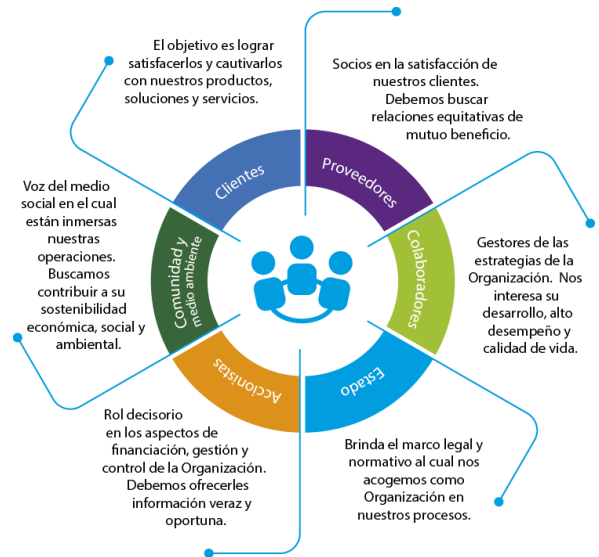 El objetivo es lograr
satisfacerlos y cautivarlos
con nuestros productos,
soluciones y servicios.
Clientes
Socios en la satisfacción de
nuestros clientes.
Debemos buscar
relaciones equitativas de
mutuo beneficio.
Proveedores
Gestores de las
estrategias de la
Organización. Nos
interesa su
desarrollo, alto
desempeño y
calidad de vida.
Colaboradores
Brinda el marco legal y
normativo al cual nos
acogemos como
Organización en
nuestros procesos.
Estado
Rol decisorio
en los aspectos de
financiación, gestión y
control de la Organización.
Debemos ofrecerles
información veraz y
oportuna.
Accionistas
Voz del medio
social en el cual
están inmersas
nuestras
operaciones.
Buscamos
contribuir a su
sostenibilidad
económica, social y
ambiental.
Comunidad y
medio ambiente